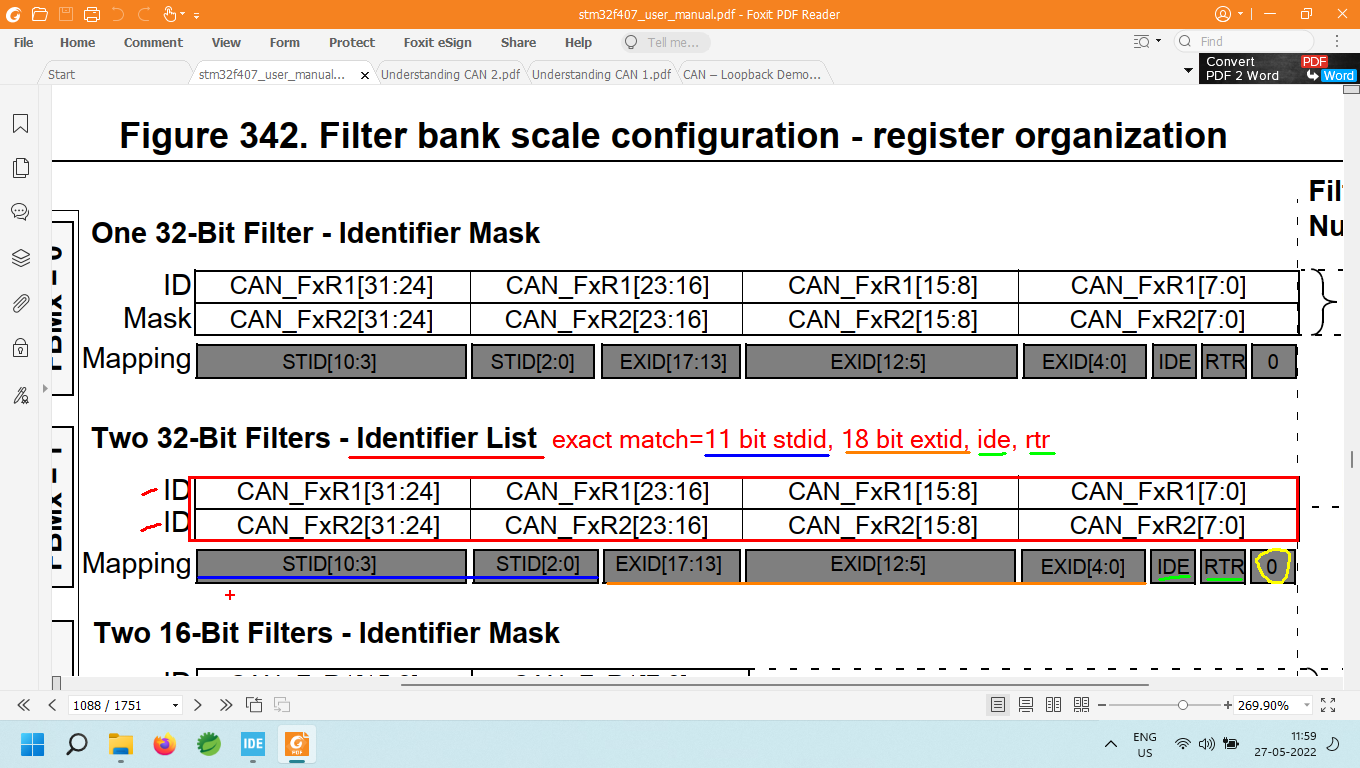 stm32f407_user_manual.pdf - Foxit PDF Reader
File Home Comment View Form Protect Foxit eSign Share Help Tell me... Find
Start stm32f407_user_manual... Understanding CAN 2.pdf Understanding CAN 1.pdf CAN – Loopback Demo...
Convert PDF
PDF 2 Word Word
Figure 342. Filter bank scale configuration - register organization
Fil
Nu
One 32-Bit Filter - Identifier Mask
ID CAN_FxR1[31:24] CAN_FxR1[23:16] CAN_FxR1[15:8] CAN_FxR1[7:0]
Mask CAN_FxR2[31:24] CAN_FxR2[23:16] CAN_FxR2[15:8] CAN_FxR2[7:0]
Mapping STID[10:3] STID[2:0] EXID[17:13] EXID[12:5] EXID[4:0] IDE RTR 0
Two 32-Bit Filters - Identifier List exact match=11 bit stdid, 18 bit extid, ide, rtr
ID CAN_FxR1[31:24] CAN_FxR1[23:16] CAN_FxR1[15:8] CAN_FxR1[7:0]
ID CAN_FxR2[31:24] CAN_FxR2[23:16] CAN_FxR2[15:8] CAN_FxR2[7:0]
Mapping STID[10:3] STID[2:0] EXID[17:13] EXID[12:5] EXID[4:0] IDE RTR 0
Two 16-Bit Filters - Identifier Mask
1088 / 1751 269.90%
IDE PDF ENG 11:59
US 27-05-2022